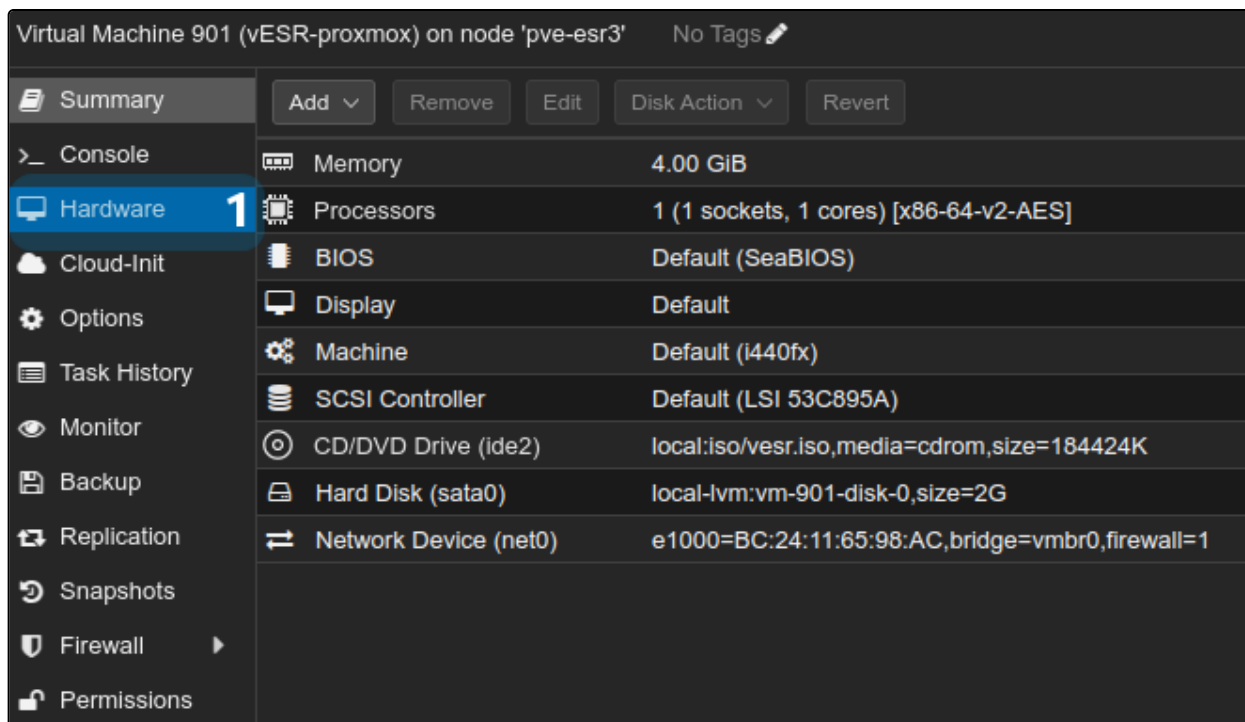 Virtual Machine 901 (vESR-proxmox) on node 'pve-esr3' No Tags
Summary
Console
Hardware 1
Cloud-Init
Options
Task History
Monitor
Backup
Replication
Snapshots
Firewall
Permissions
Add Remove Edit Disk Action Revert
Memory 4.00 GiB
Processors 1 (1 sockets, 1 cores) [x86-64-v2-AES]
BIOS Default (SeaBIOS)
Display Default
Machine Default (i440fx)
SCSI Controller Default (LSI 53C895A)
CD/DVD Drive (ide2) local:iso/vesr.iso,media=cdrom,size=184424K
Hard Disk (sata0) local-lvm:vm-901-disk-0,size=2G
Network Device (net0) e1000=BC:24:11:65:98:AC,bridge=vmbr0,firewall=1